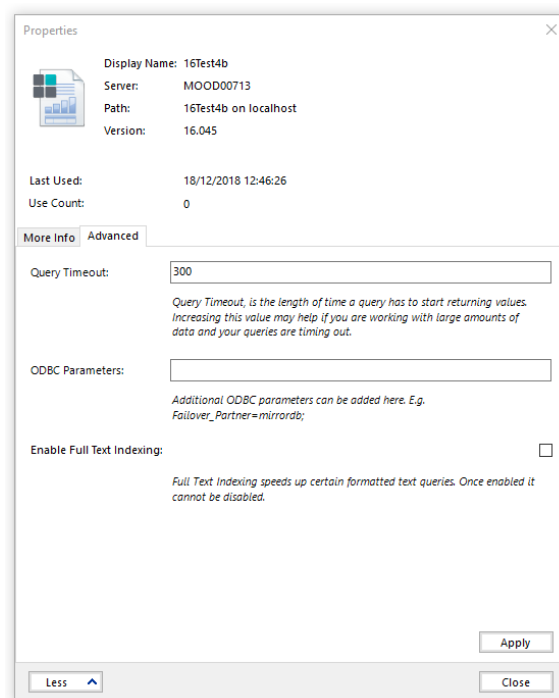 Properties
Display Name: 16Test4b
Server: MOOD00713
Path: 16Test4b on localhost
Version: 16.045
Last Used: 18/12/2018 12:46:26
Use Count: 0
More Info Advanced
Query Timeout: 300
Query Timeout, is the length of time a query has to start returning values.
Increasing this value may help if you are working with large amounts of
data and your queries are timing out.
ODBC Parameters:
Additional ODBC parameters can be added here. E.g.
Failover_Partner=mirrordb;
Enable Full Text Indexing:
Full Text Indexing speeds up certain formatted text queries. Once enabled it
cannot be disabled.
Apply
Less Close